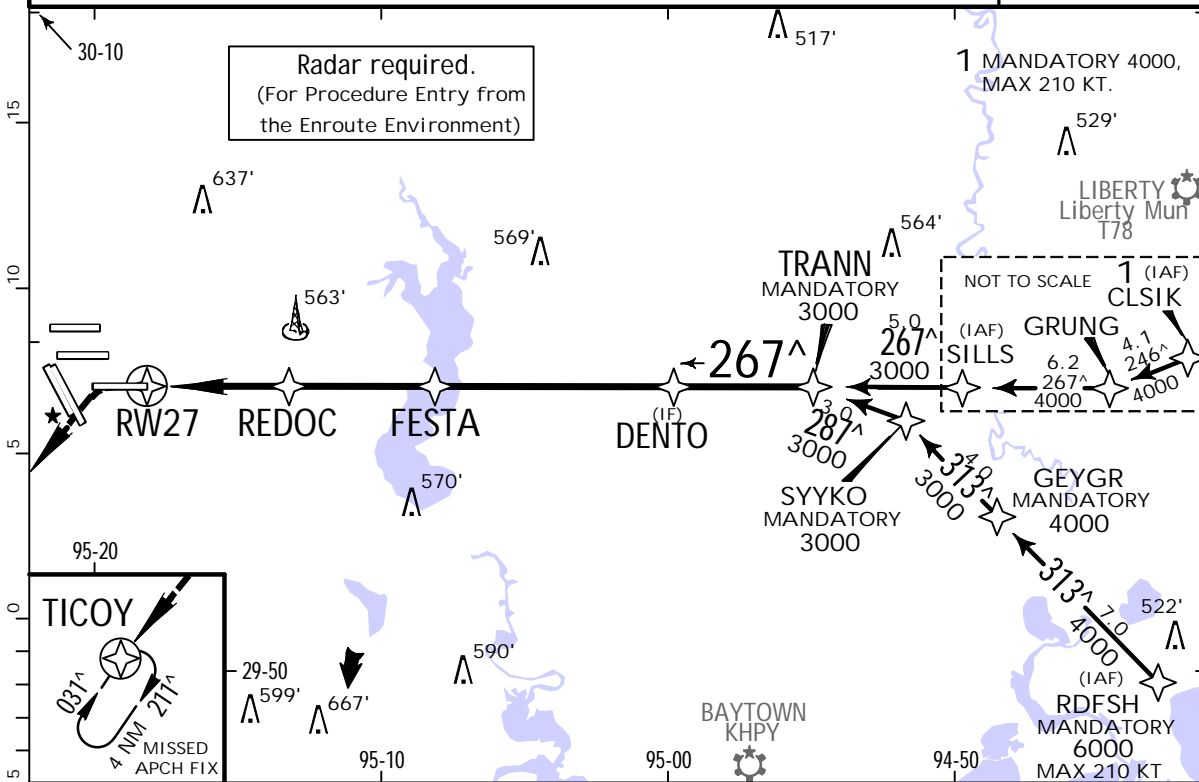 30-10
Radar required.
(For Procedure Entry from
the Enroute Environment)
517'
1 MANDATORY 4000,
MAX 210 KT.
529'
15
637'
569'
564'
LIBERTY
Liberty Mun
T78
10
563'
TRANN
MANDATORY
3000
NOT TO SCALE
1 (IAF)
CLSIK
GRUNG
(IAF)
SILLS
5.0
267^
3000
6.2
267^
4000
4.1
246^
4000
267^
RW27
REDOC
FESTA
(IF)
DENTO
3.0
287^
3000
5
570'
SYYKO
MANDATORY
3000
4.0
313^
3000
GEYGR
MANDATORY
4000
95-20
0
TICOY
031^
211^
4 NM
MISSED
APCH FIX
29-50
599'
667'
590'
313^
7.0
4000
522'
(IAF)
RDFSH
MANDATORY
6000
MAX 210 KT
BAYTOWN
KHPY
5
95-10
95-00
94-50